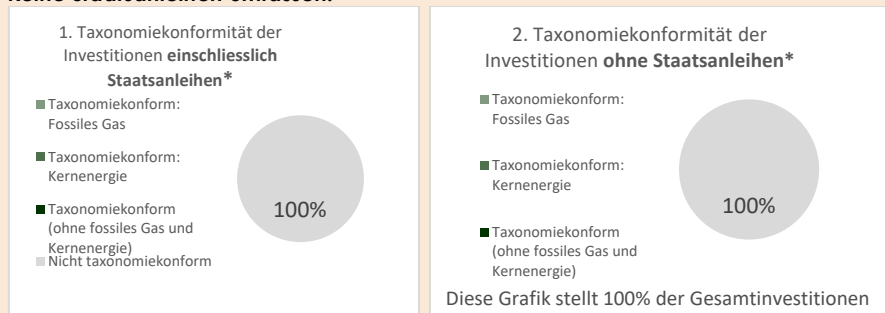 keine Staatsanleihen umfassen.
1. Taxonomiekonformität der
Investitionen einschliesslich
Staatsanleihen*
Taxonomiekonform:
Fossiles Gas
Taxonomiekonform:
Kernenergie
Taxonomiekonform
(ohne fossiles Gas und
Kernenergie)
Nicht taxonomiekonform
100%
2. Taxonomiekonformität der
Investitionen ohne Staatsanleihen*
Taxonomiekonform:
Fossiles Gas
Taxonomiekonform:
Kernenergie
Taxonomiekonform
(ohne fossiles Gas und
Kernenergie)
100%
Diese Grafik stellt 100% der Gesamtinvestitionen